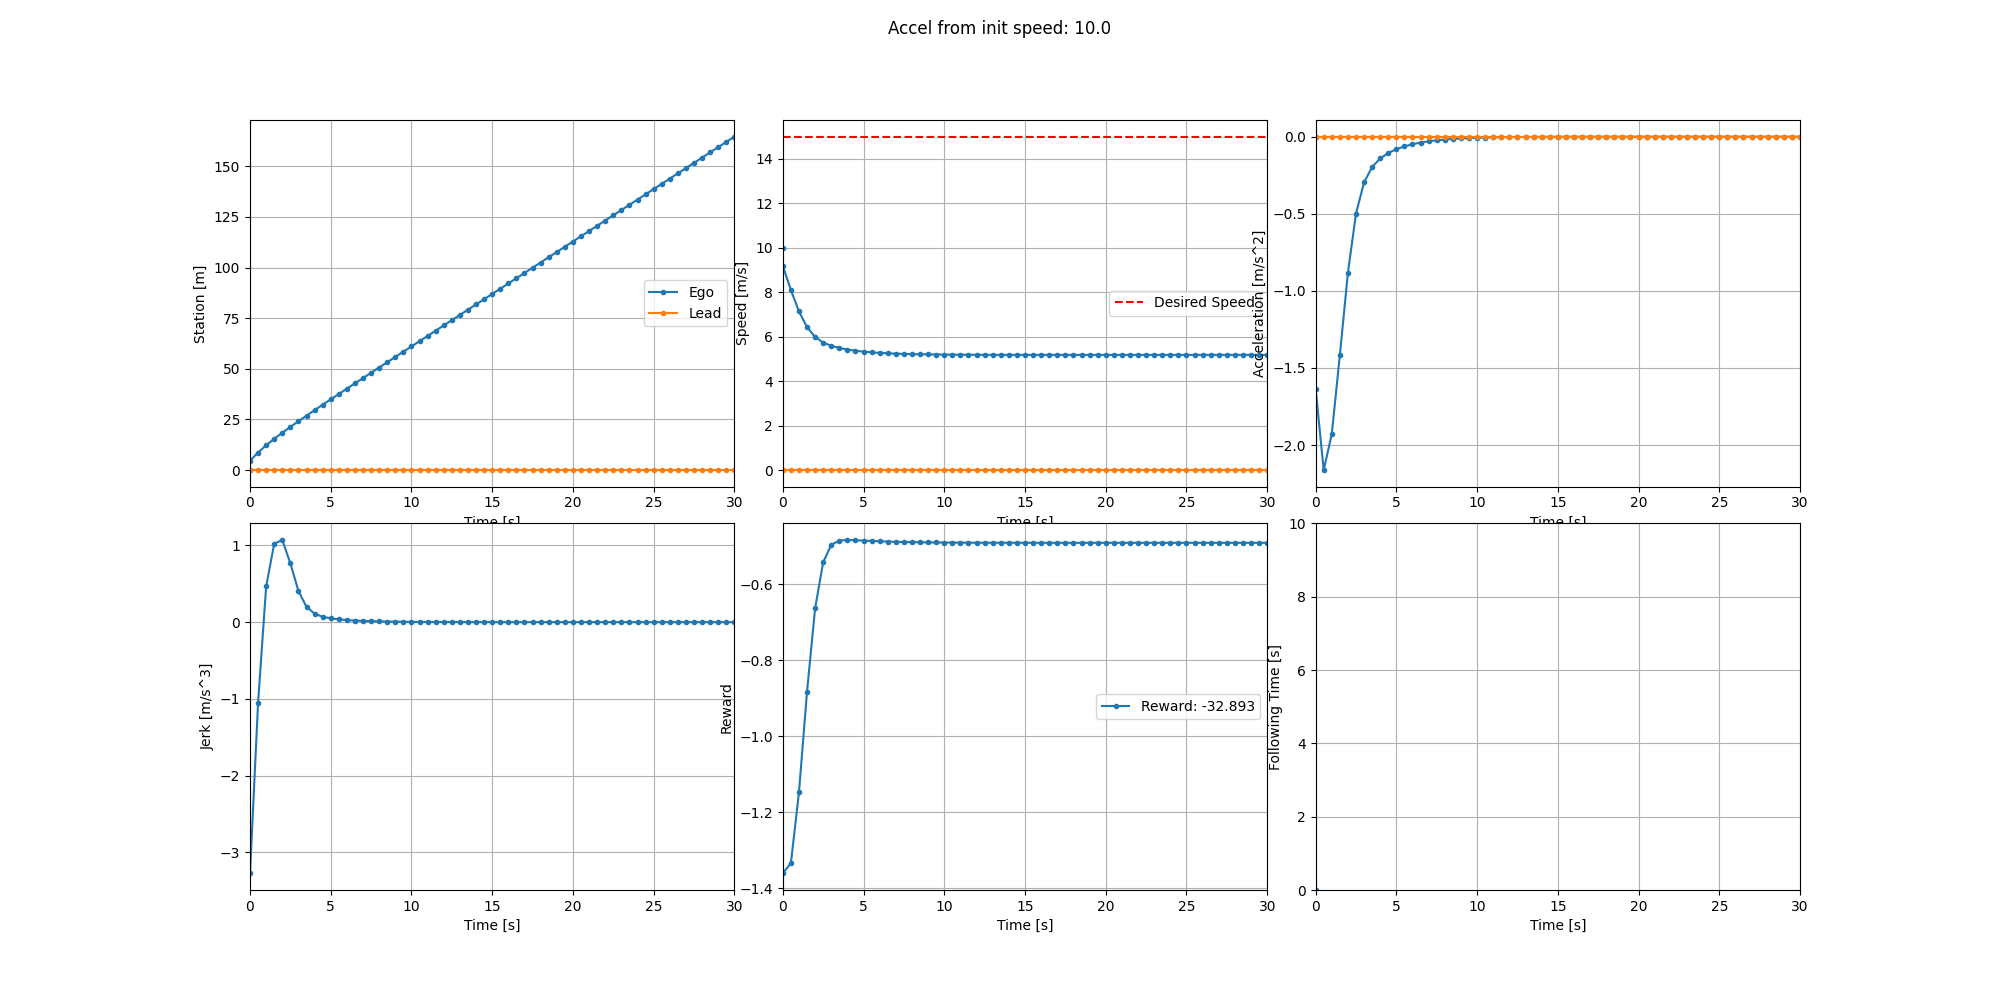 Accel from init speed: 10.0
Station [m]
150
125
100
75
50
25
0
Ego
Lead
0 5 10 15 20 25 30
Time [s]
Speed [m/s]
14
12
10
8
6
4
2
0
Desired Speed
0 5 10 15 20 25 30
Time [s]
Acceleration [m/s^2]
0.0
−0.5
−1.0
−1.5
−2.0
0 5 10 15 20 25 30
Time [s]
Jerk [m/s^3]
1
0
−1
−2
−3
0 5 10 15 20 25 30
Time [s]
Reward
−0.6
−0.8
−1.0
−1.2
−1.4
Reward: -32.893
0 5 10 15 20 25 30
Time [s]
Following Time [s]
10
8
6
4
2
0
0 5 10 15 20 25 30
Time [s]